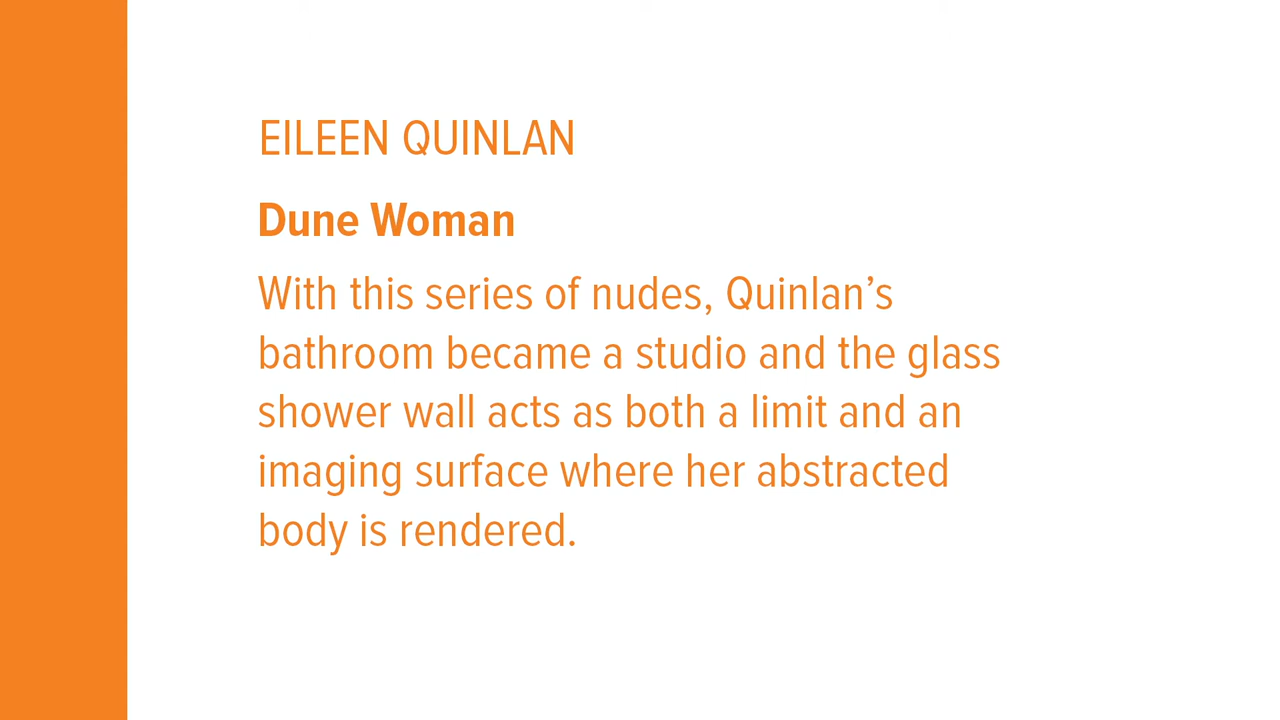 EILEEN QUINLAN
Dune Woman
With this series of nudes, Quinlan’s
bathroom became a studio and the glass
shower wall acts as both a limit and an
imaging surface where her abstracted
body is rendered.